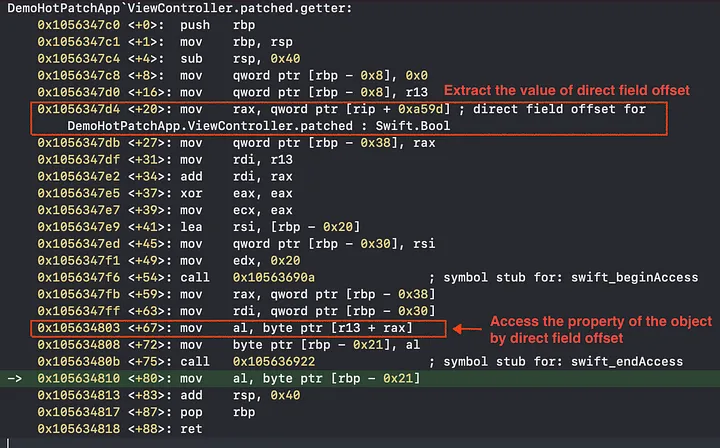 DemoHotPatchApp`ViewController.patched.getter:
0x1056347c0 <+0>: push rbp
0x1056347c1 <+1>: mov rbp, rsp
0x1056347c4 <+4>: sub rsp, 0x40
0x1056347c8 <+8>: mov qword ptr [rbp - 0x8], 0x0
0x1056347d0 <+16>: mov qword ptr [rbp - 0x8], r13
Extract the value of direct field offset
0x1056347d4 <+20>: mov rax, qword ptr [rip + 0xa59d] ; direct field offset for
DemoHotPatchApp.ViewController.patched : Swift.Bool
0x1056347db <+27>: mov qword ptr [rbp - 0x38], rax
0x1056347df <+31>: mov rdi, r13
0x1056347e2 <+34>: add rdi, rax
0x1056347e5 <+37>: xor eax, eax
0x1056347e7 <+39>: mov ecx, eax
0x1056347e9 <+41>: lea rsi, [rbp - 0x20]
0x1056347ed <+45>: mov qword ptr [rbp - 0x30], rsi
0x1056347f1 <+49>: mov edx, 0x20
0x1056347f6 <+54>: call 0x10563690a ; symbol stub for: swift_beginAccess
0x1056347fb <+59>: mov rax, qword ptr [rbp - 0x38]
0x1056347ff <+63>: mov rdi, qword ptr [rbp - 0x30]
0x105634803 <+67>: mov al, byte ptr [r13 + rax]
Access the property of the object
by direct field offset
0x105634808 <+72>: mov byte ptr [rbp - 0x21], al
0x10563480b <+75>: call 0x105636922 ; symbol stub for: swift_endAccess
-> 0x105634810 <+80>: mov al, byte ptr [rbp - 0x21]
0x105634813 <+83>: add rsp, 0x40
0x105634817 <+87>: pop rbp
0x105634818 <+88>: ret